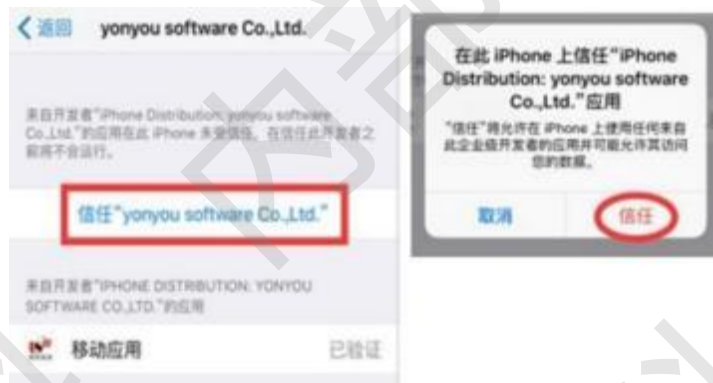 返回 yonyou software Co.,Ltd.
来自开发者"iPhone Distribution: yonyou software
Co.,Ltd."的应用在此 iPhone 未受信任。在信任此开发者之
前将不会运行。
信任"yonyou software Co.,Ltd."
来自开发者"IPHONE DISTRIBUTION: YONYOU
SOFTWARE CO.,LTD."的应用
移动应用 已验证
在此 iPhone 上信任"iPhone
Distribution: yonyou software
Co.,Ltd."应用
"信任"将允许在 iPhone 上使用任何来自
此企业级开发者的应用并可能允许其访问
您的数据。
取消 信任
内部